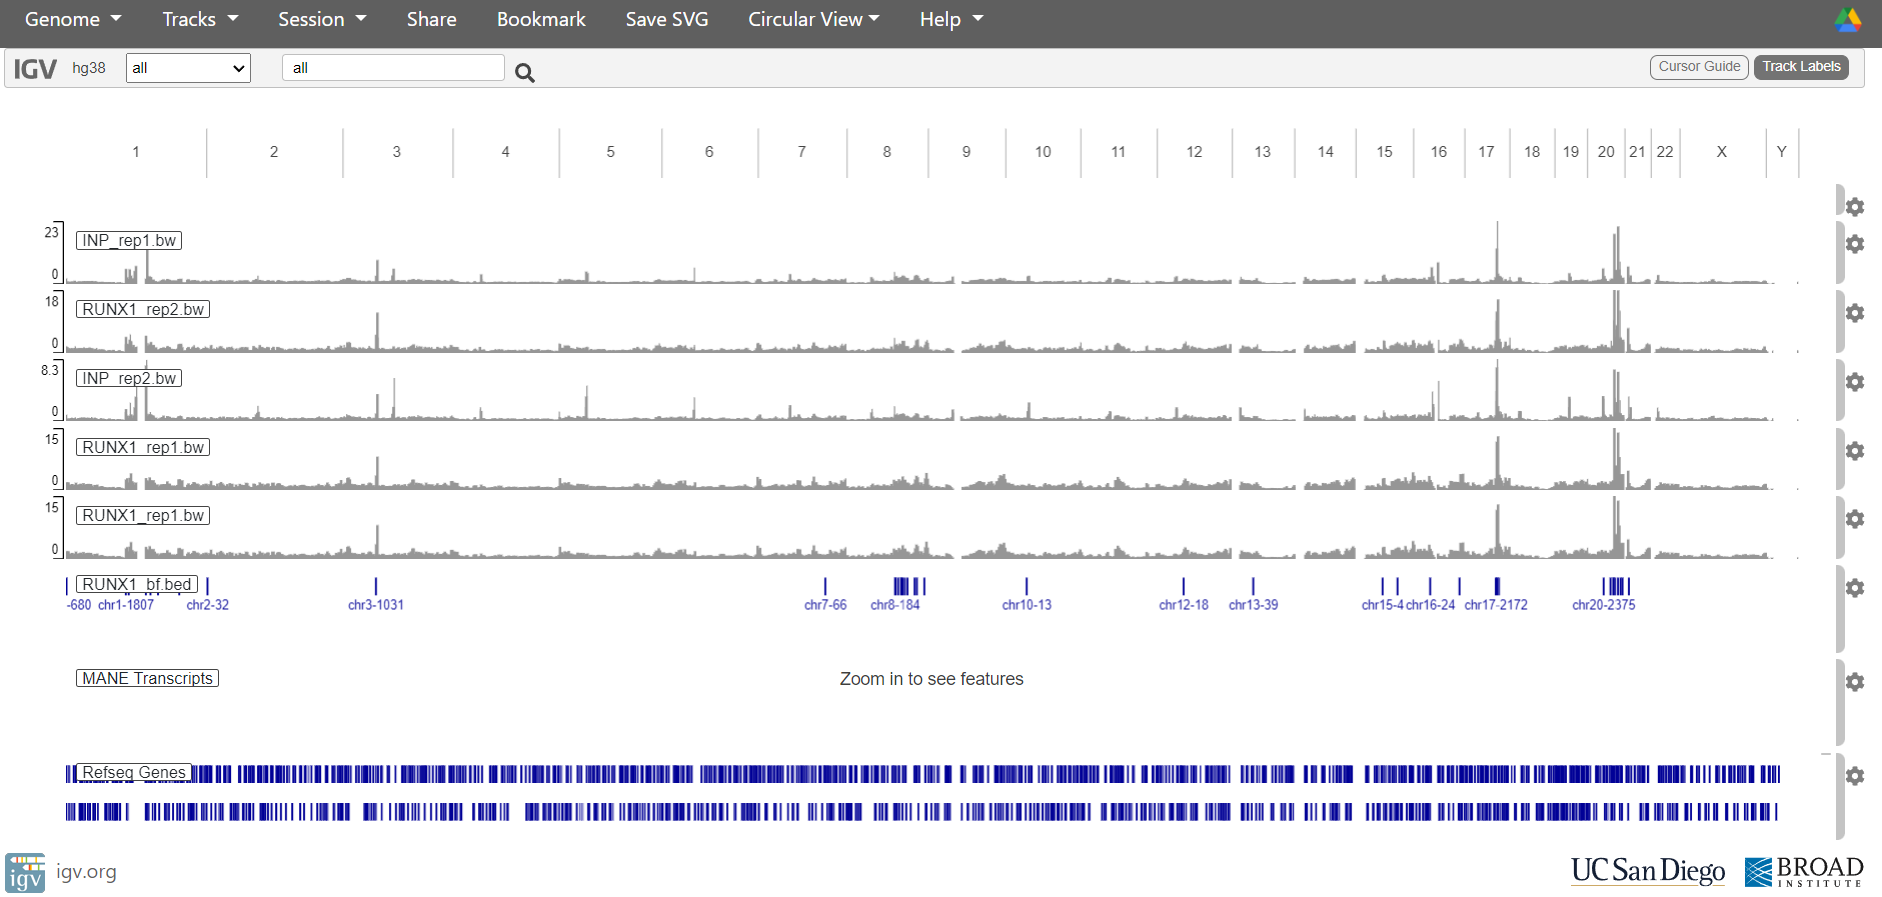 Genome Tracks Session Share Bookmark Save SVG Circular View Help
IGV hg38 all all Cursor Guide Track Labels
1 2 3 4 5 6 7 8 9 10 11 12 13 14 15 16 17 18 19 20 21 22 X Y
23 INP_rep1.bw
0
18 RUNX1_rep2.bw
0
8.3 INP_rep2.bw
0
15 RUNX1_rep1.bw
0
15 RUNX1_rep1.bw
0
RUNX1_bf.bed
-680 chr1-1807 chr2-32 chr3-1031 chr7-66 chr8-184 chr10-13 chr12-18 chr13-39 chr15-4 chr16-24 chr17-2172 chr20-2375
MANE Transcripts Zoom in to see features
Refseq Genes
igv igv.org UC San Diego BROAD
INSTITUTE